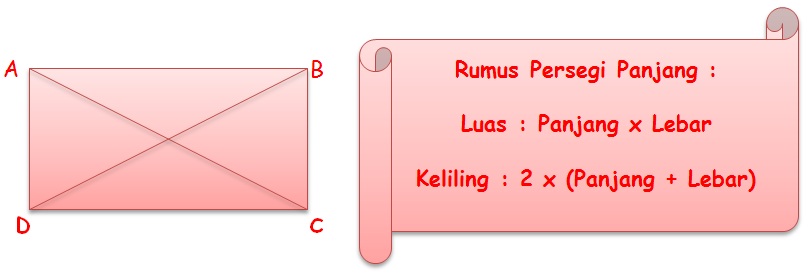 A
B
D
C
Rumus Persegi Panjang :
Luas : Panjang x Lebar
Keliling : 2 x (Panjang + Lebar)